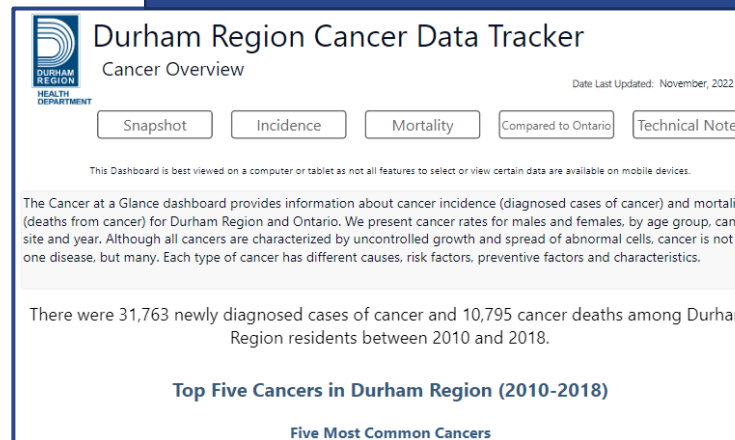 Durham Region Cancer Data Tracker
Cancer Overview
DURHAM
REGION
HEALTH
DEPARTMENT
Date Last Updated: November, 2022
Snapshot
Incidence
Mortality
Compared to Ontario
Technical Note
This Dashboard is best viewed on a computer or tablet as not all features to select or view certain data are available on mobile devices.
The Cancer at a Glance dashboard provides information about cancer incidence (diagnosed cases of cancer) and mortali
(deaths from cancer) for Durham Region and Ontario. We present cancer rates for males and females, by age group, can
site and year. Although all cancers are characterized by uncontrolled growth and spread of abnormal cells, cancer is not
one disease, but many. Each type of cancer has different causes, risk factors, preventive factors and characteristics.
There were 31,763 newly diagnosed cases of cancer and 10,795 cancer deaths among Durha
Region residents between 2010 and 2018.
Top Five Cancers in Durham Region (2010-2018)
Five Most Common Cancers